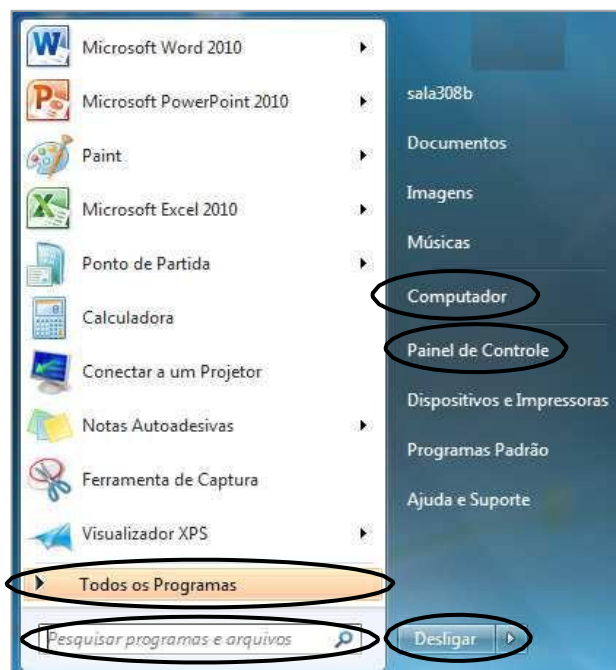 Microsoft Word 2010
Microsoft PowerPoint 2010
Paint
Microsoft Excel 2010
Ponto de Partida
Calculadora
Conectar a um Projetor
Notas Autoadesivas
Ferramenta de Captura
Visualizador XPS
Todos os Programas
Pesquisar programas e arquivos
sala308b
Documentos
Imagens
Músicas
Computador
Painel de Controle
Dispositivos e Impressoras
Programas Padrão
Ajuda e Suporte
Desligar